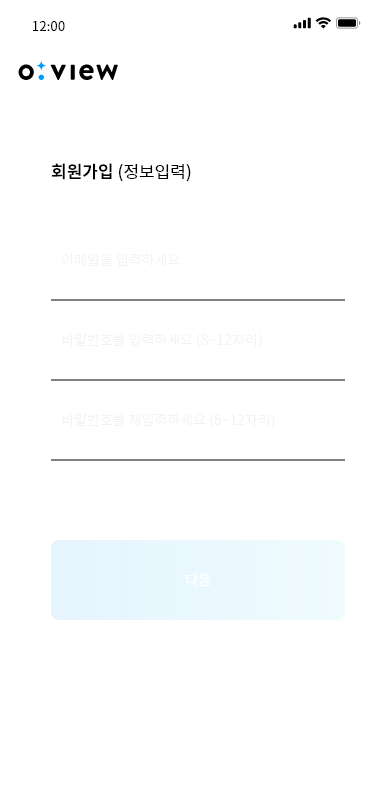 12:00
o:view
회원가입 (정보입력)
이메일을 입력하세요
비밀번호를 입력하세요 (8~12자리)
비밀번호를 재입력하세요 (8~12자리)
다음